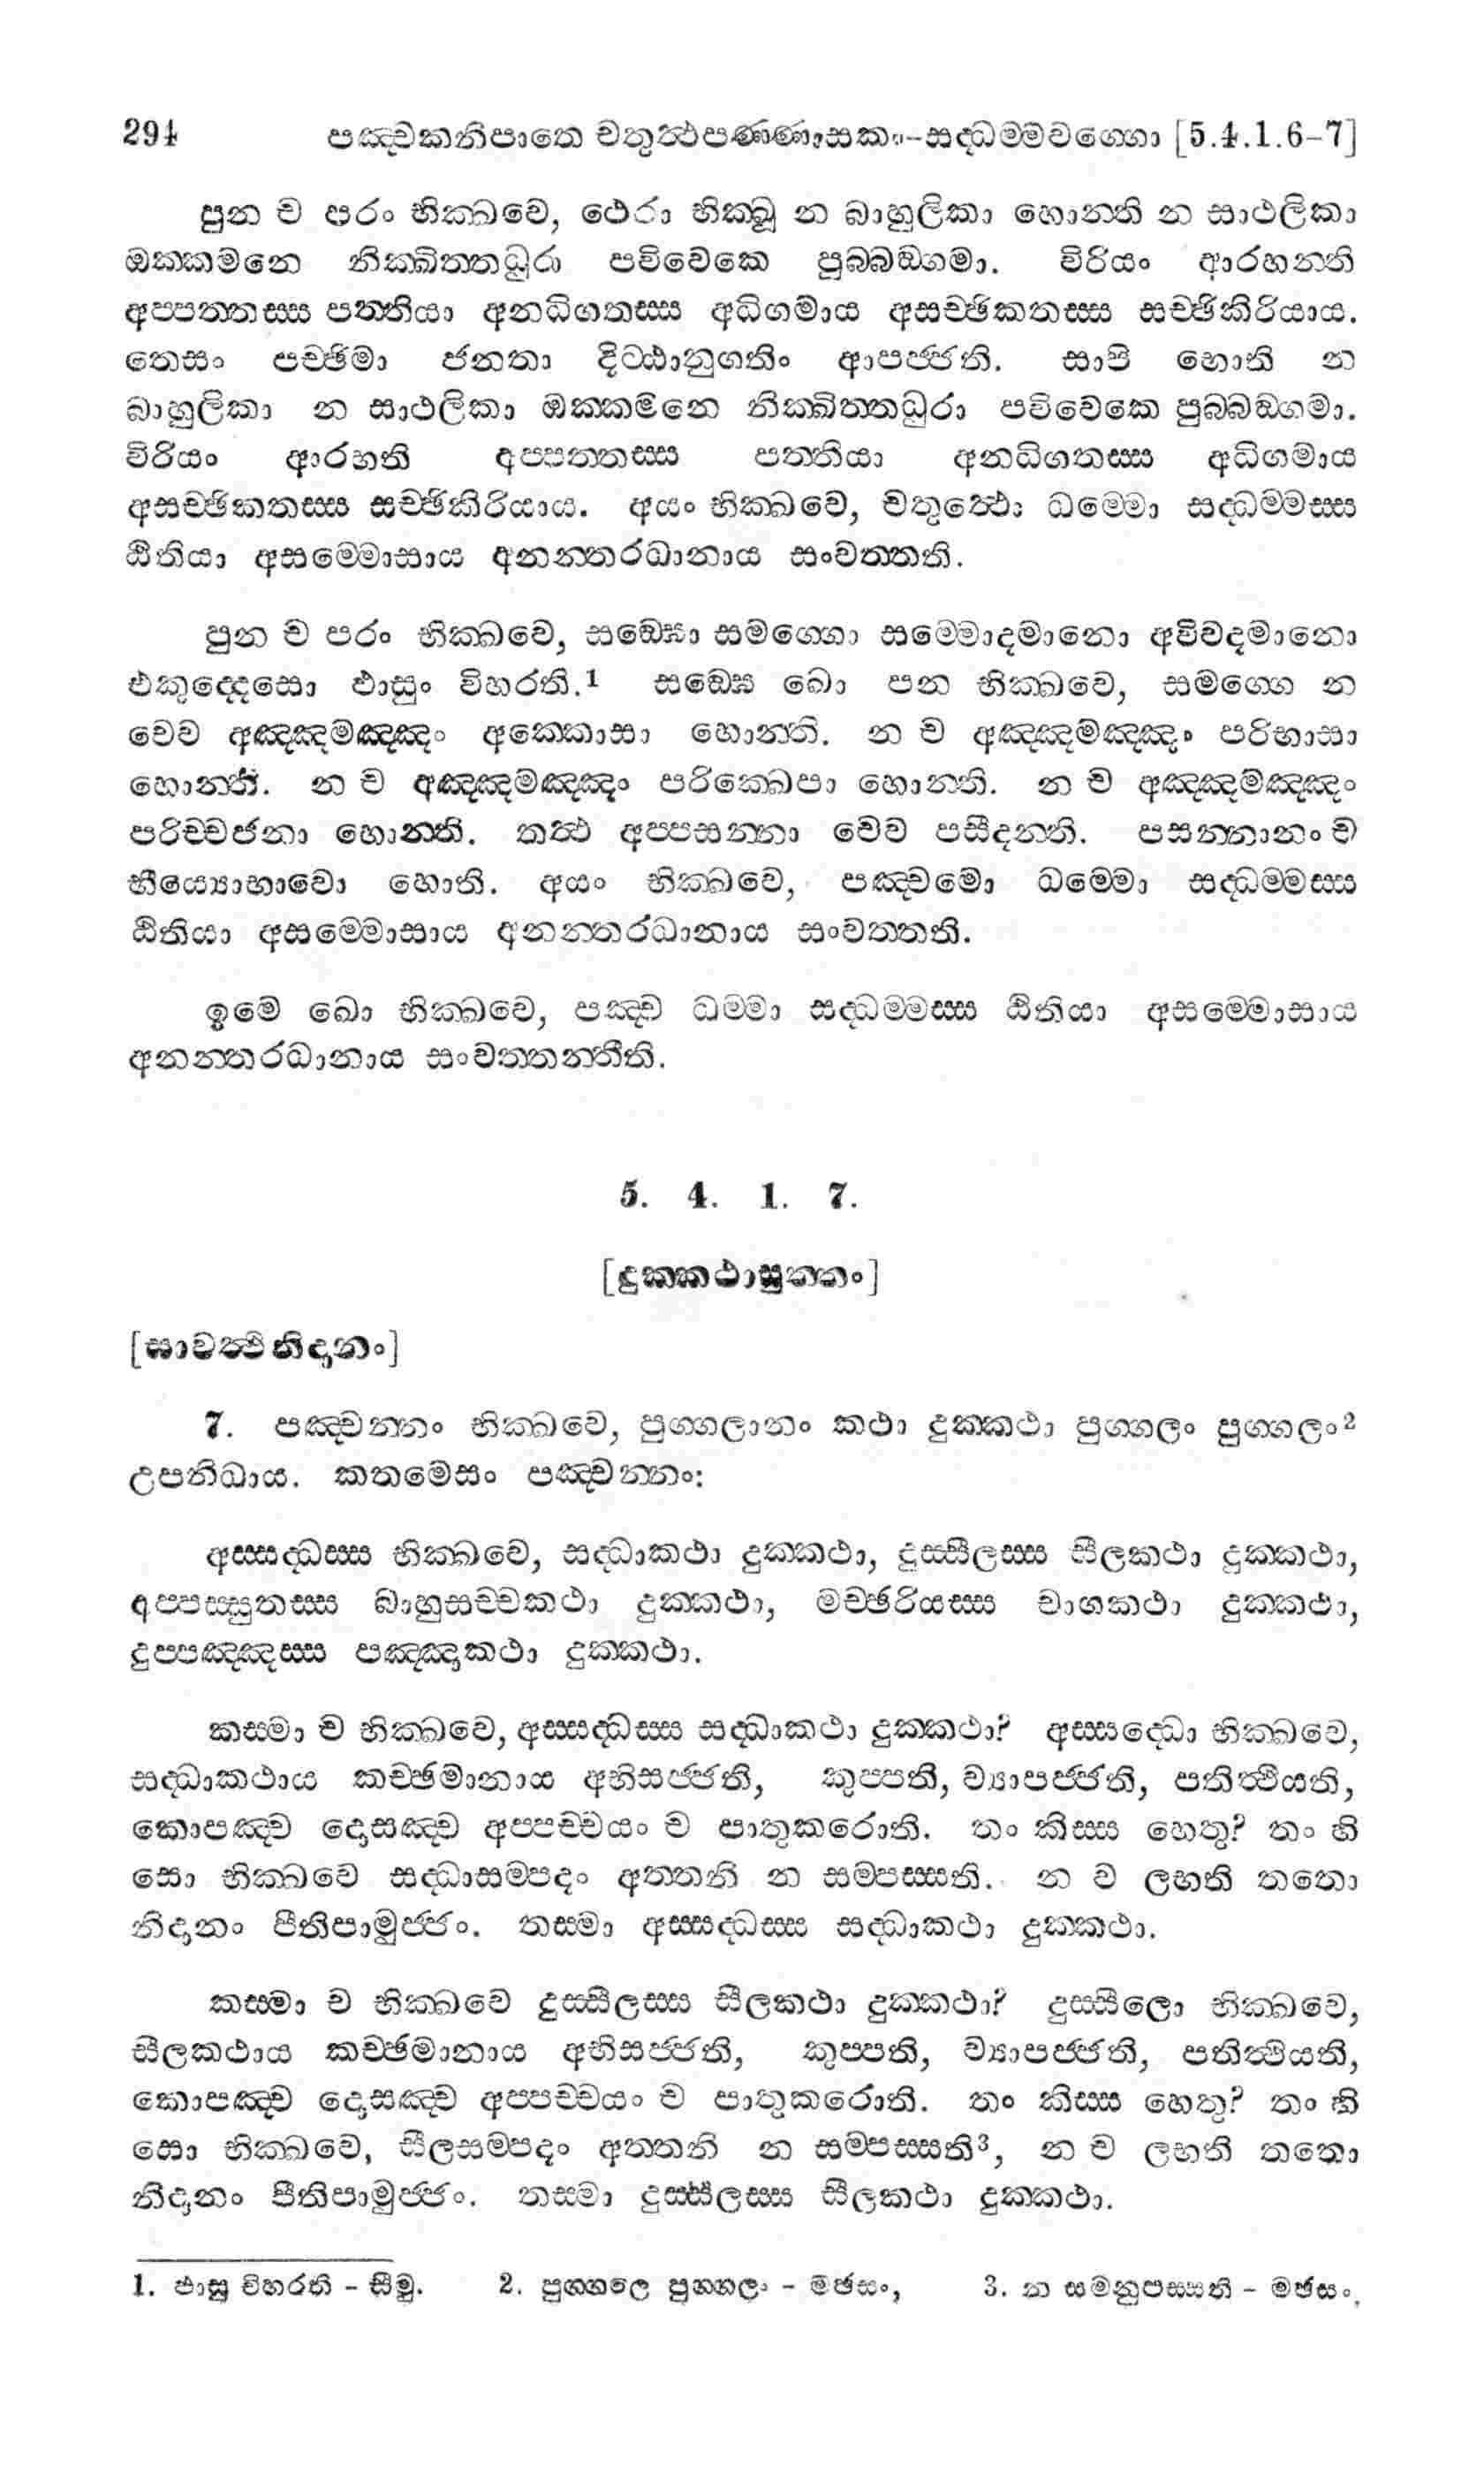 294 පඤ්චකනිපාතෙ චතුත්ථපණ්ණාසකං-සද්ධම්මවග්ගො [5.4.1.6-7]
පුන ච පරං භික්ඛවෙ, ථෙරා භික්ඛූ න බාහුලිකා හොන්ති න සාථලිකා
ඔක්කමනෙ නික්ඛිත්තධුරා පවිවෙකෙ පුබ්බඞ්ගමා. විරියං ආරභන්ති
අප්පත්තස්ස පත්තියා අනධිගතස්ස අධිගමාය අසච්ඡිකතස්ස සච්ඡිකිරියාය.
තෙසං පච්ඡිමා ජනතා දිට්ඨානුගතිං ආපජ්ජති. සාපි හොති න
බාහුලිකා න සාථලිකා ඔක්කමනෙ නික්ඛිත්තධුරා පවිවෙකෙ පුබ්බඞ්ගමා.
විරියං ආරභති අප්පත්තස්ස පත්තියා අනධිගතස්ස අධිගමාය
අසච්ඡිකතස්ස සච්ඡිකිරියාය. අයං භික්ඛවෙ, චතුත්ථො ධම්මො සද්ධම්මස්ස
ඨිතියා අසම්මොසාය අනන්තරධානාය සංවත්තති.
පුන ච පරං භික්ඛවෙ, සඞ්ඝො සමග්ගො සම්මොදමානො අවිවදමානො
එකුද්දෙසො ඵාසුං විහරති.1 සඞ්ඝෙ ඛො පන භික්ඛවෙ, සමග්ගෙ න
චෙව අඤ්ඤමඤ්ඤං අක්කොසා හොන්ති. න ච අඤ්ඤමඤ්ඤං පරිභාසා
හොන්ති. න ච අඤ්ඤමඤ්ඤං පරික්ඛෙපා හොන්ති. න ච අඤ්ඤමඤ්ඤං
පරිච්චජනා හොන්ති. තත්ථ අප්පසන්නා චෙව පසීදන්ති. පසන්නානං ච
භීය්‍යොභාවො හොති. අයං භික්ඛවෙ, පඤ්චමො ධම්මො සද්ධම්මස්ස
ඨිතියා අසම්මොසාය අනන්තරධානාය සංවත්තති.
ඉමෙ ඛො භික්ඛවෙ, පඤ්ච ධම්මා සද්ධම්මස්ස ඨිතියා අසම්මොසාය
අනන්තරධානාය සංවත්තන්තීති.
5. 4. 1. 7.
[දුක්කථාසුත්තං]
[සාවත්ථිනිදානං]
7. පඤ්චන්නං භික්ඛවෙ, පුග්ගලානං කථා දුක්කථා පුග්ගලං පුග්ගලං2
උපනිධාය. කතමෙසං පඤ්චන්නං:
අස්සද්ධස්ස භික්ඛවෙ, සද්ධාකථා දුක්කථා, දුස්සීලස්ස සීලකථා දුක්කථා,
අප්පස්සුතස්ස බාහුසච්චකථා දුක්කථා, මච්ඡරියස්ස චාගකථා දුක්කථා,
දුප්පඤ්ඤස්ස පඤ්ඤාකථා දුක්කථා.
කස්මා ච භික්ඛවෙ, අස්සද්ධස්ස සද්ධාකථා දුක්කථා? අස්සද්ධො භික්ඛවෙ,
සද්ධාකථාය කච්ඡමානාය අභිසජ්ජති, කුප්පති, ව්‍යාපජ්ජති, පතිත්ථීයති,
කොපඤ්ච දොසඤ්ච අප්පච්චයං ච පාතුකරොති. තං කිස්ස හෙතු? තං හි
සො භික්ඛවෙ සද්ධාසම්පදං අත්තනි න සම්පස්සති. න ච ලභති තතො
නිදානං පීතිපාමුජ්ජං. තස්මා අස්සද්ධස්ස සද්ධාකථා දුක්කථා.
කස්මා ච භික්ඛවෙ දුස්සීලස්ස සීලකථා දුක්කථා? දුස්සීලො භික්ඛවෙ,
සීලකථාය කච්ඡමානාය අභිසජ්ජති, කුප්පති, ව්‍යාපජ්ජති, පතිත්ථීයති,
කොපඤ්ච දොසඤ්ච අප්පච්චයං ච පාතුකරොති. තං කිස්ස හෙතු? තං හි
සො භික්ඛවෙ, සීලසම්පදං අත්තනි න සම්පස්සති3, න ච ලභති තතො
නිදානං පීතිපාමුජ්ජං. තස්මා දුස්සීලස්ස සීලකථා දුක්කථා.
1. ඵාසු විහරති - සීමු. 2. පුග්ගලෙ පුග්ගලං - මඡසං, 3. න සමනුපස්සති - මඡසං,